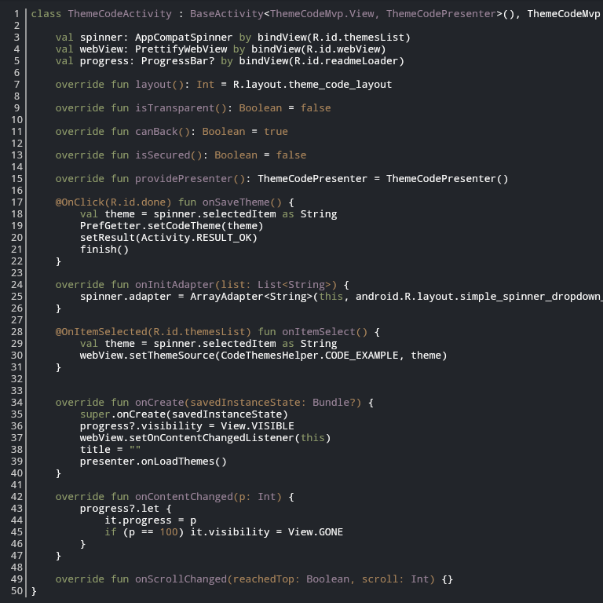 1 class ThemeCodeActivity : BaseActivity<ThemeCodeMvp.View, ThemeCodePresenter>(), ThemeCodeMvp
2
3     val spinner: AppCompatSpinner by bindView(R.id.themesList)
4     val webView: PrettifyWebView by bindView(R.id.webView)
5     val progress: ProgressBar? by bindView(R.id.readmeLoader)
6
7     override fun layout(): Int = R.layout.theme_code_layout
8
9     override fun isTransparent(): Boolean = false
10
11     override fun canBack(): Boolean = true
12
13     override fun isSecured(): Boolean = false
14
15     override fun providePresenter(): ThemeCodePresenter = ThemeCodePresenter()
16
17     @OnClick(R.id.done) fun onSaveTheme() {
18         val theme = spinner.selectedItem as String
19         PrefGetter.setCodeTheme(theme)
20         setResult(Activity.RESULT_OK)
21         finish()
22     }
23
24     override fun onInitAdapter(list: List<String>) {
25         spinner.adapter = ArrayAdapter<String>(this, android.R.layout.simple_spinner_dropdown_
26     }
27
28     @OnItemSelected(R.id.themesList) fun onItemSelect() {
29         val theme = spinner.selectedItem as String
30         webView.setThemeSource(CodeThemesHelper.CODE_EXAMPLE, theme)
31     }
32
33
34     override fun onCreate(savedInstanceState: Bundle?) {
35         super.onCreate(savedInstanceState)
36         progress?.visibility = View.VISIBLE
37         webView.setOnContentChangedListener(this)
38         title = ""
39         presenter.onLoadThemes()
40     }
41
42     override fun onContentChanged(p: Int) {
43         progress?.let {
44             it.progress = p
45             if (p == 100) it.visibility = View.GONE
46         }
47     }
48
49     override fun onScrollChanged(reachedTop: Boolean, scroll: Int) {}
50 }